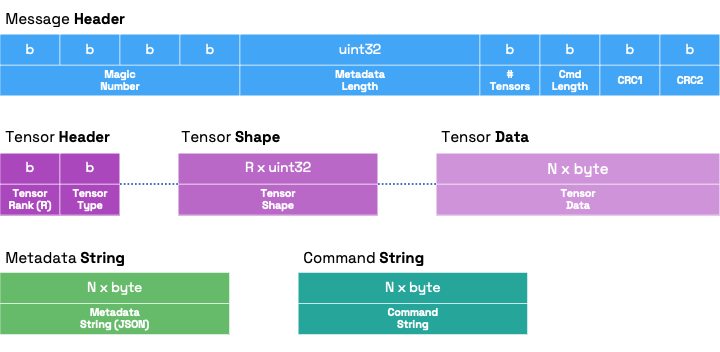 Message Header
b b b b uint32 b b b b
Magic Number Metadata Length # Tensors Cmd Length CRC1 CRC2
Tensor Header Tensor Shape Tensor Data
b b R x uint32 N x byte
Tensor Rank (R) Tensor Type Tensor Shape Tensor Data
Metadata String Command String
N x byte N x byte
Metadata String (JSON) Command String